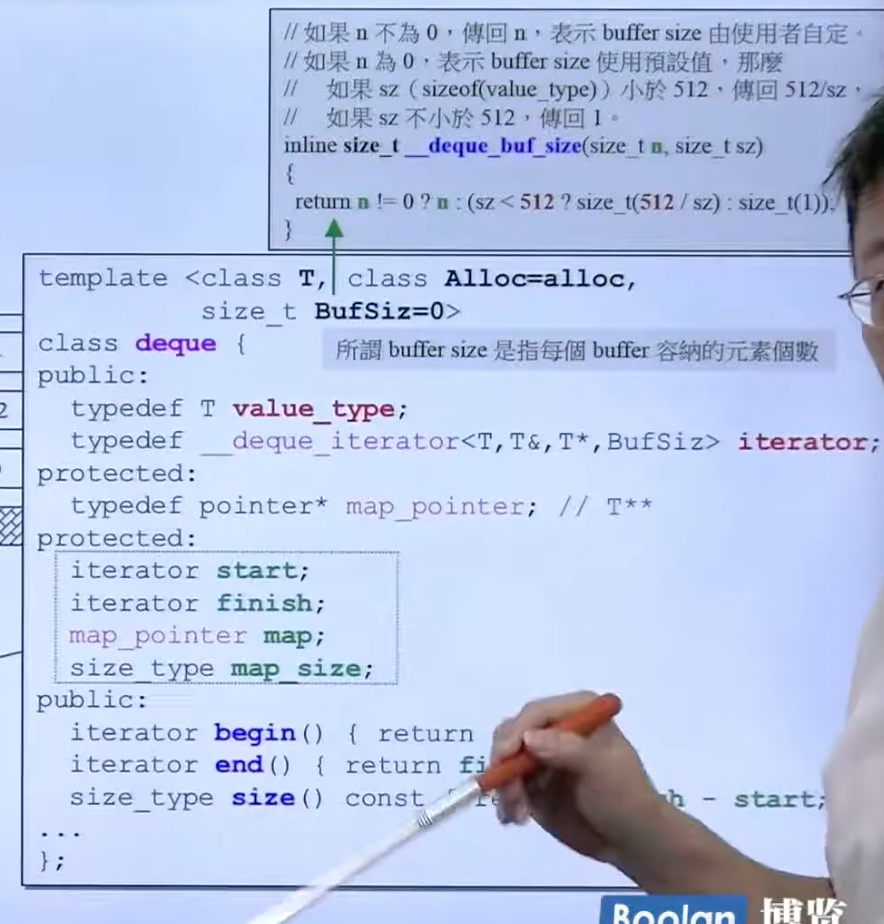 // 如果 n 不為 0，傳回 n，表示 buffer size 由使用者自定。
// 如果 n 為 0，表示 buffer size 使用預設值，那麼
// 如果 sz（sizeof(value_type)）小於 512，傳回 512/sz，
// 如果 sz 不小於 512，傳回 1。
inline size_t __deque_buf_size(size_t n, size_t sz)
{
return n != 0 ? n : (sz < 512 ? size_t(512 / sz) : size_t(1));
}
template <class T, class Alloc=alloc,
size_t BufSiz=0>
class deque {
所謂 buffer size 是指每個 buffer 容納的元素個數
public:
typedef T value_type;
typedef __deque_iterator<T,T&,T*,BufSiz> iterator;
protected:
typedef pointer* map_pointer; // T**
protected:
iterator start;
iterator finish;
map_pointer map;
size_type map_size;
public:
iterator begin() { return
iterator end() { return fi
size_type size() const { re h - start;
...
};
2
Boolan 博览